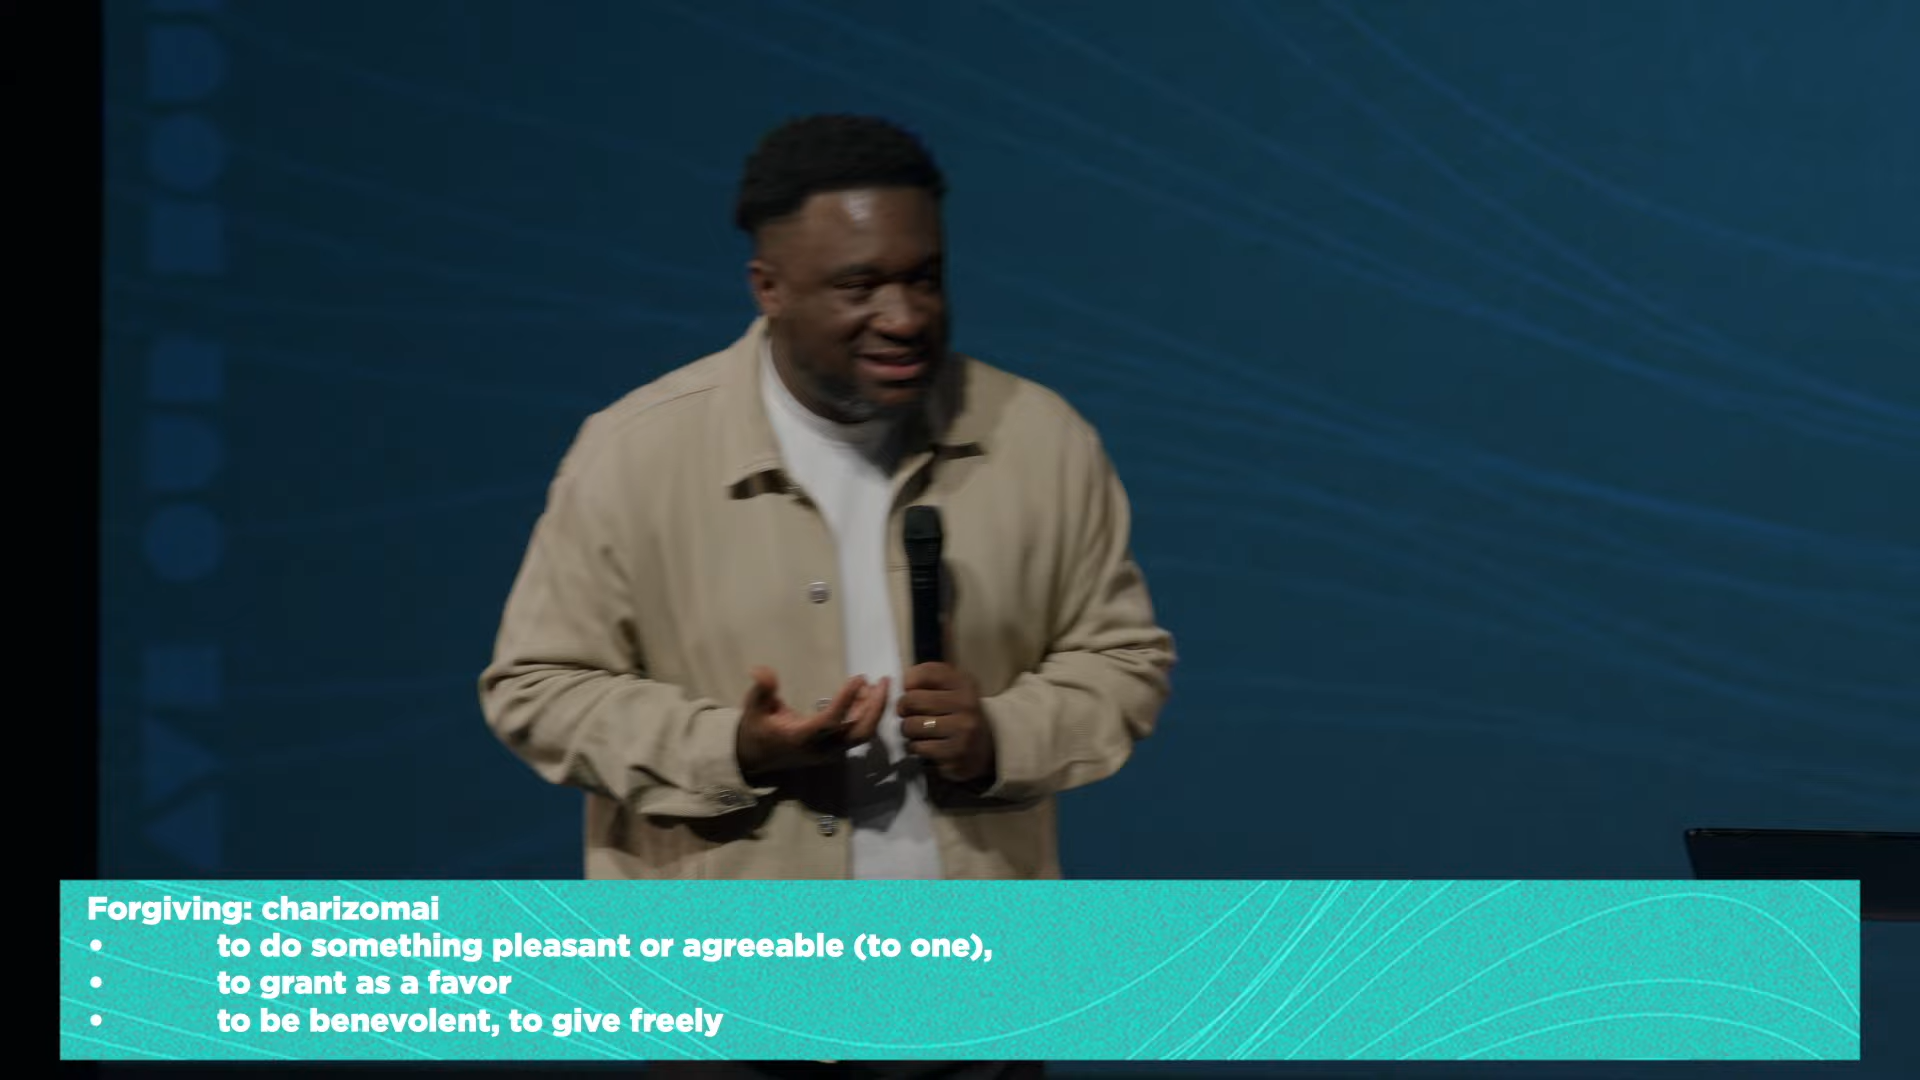 Forgiving: charizomai
• to do something pleasant or agreeable (to one),
• to grant as a favor
• to be benevolent, to give freely